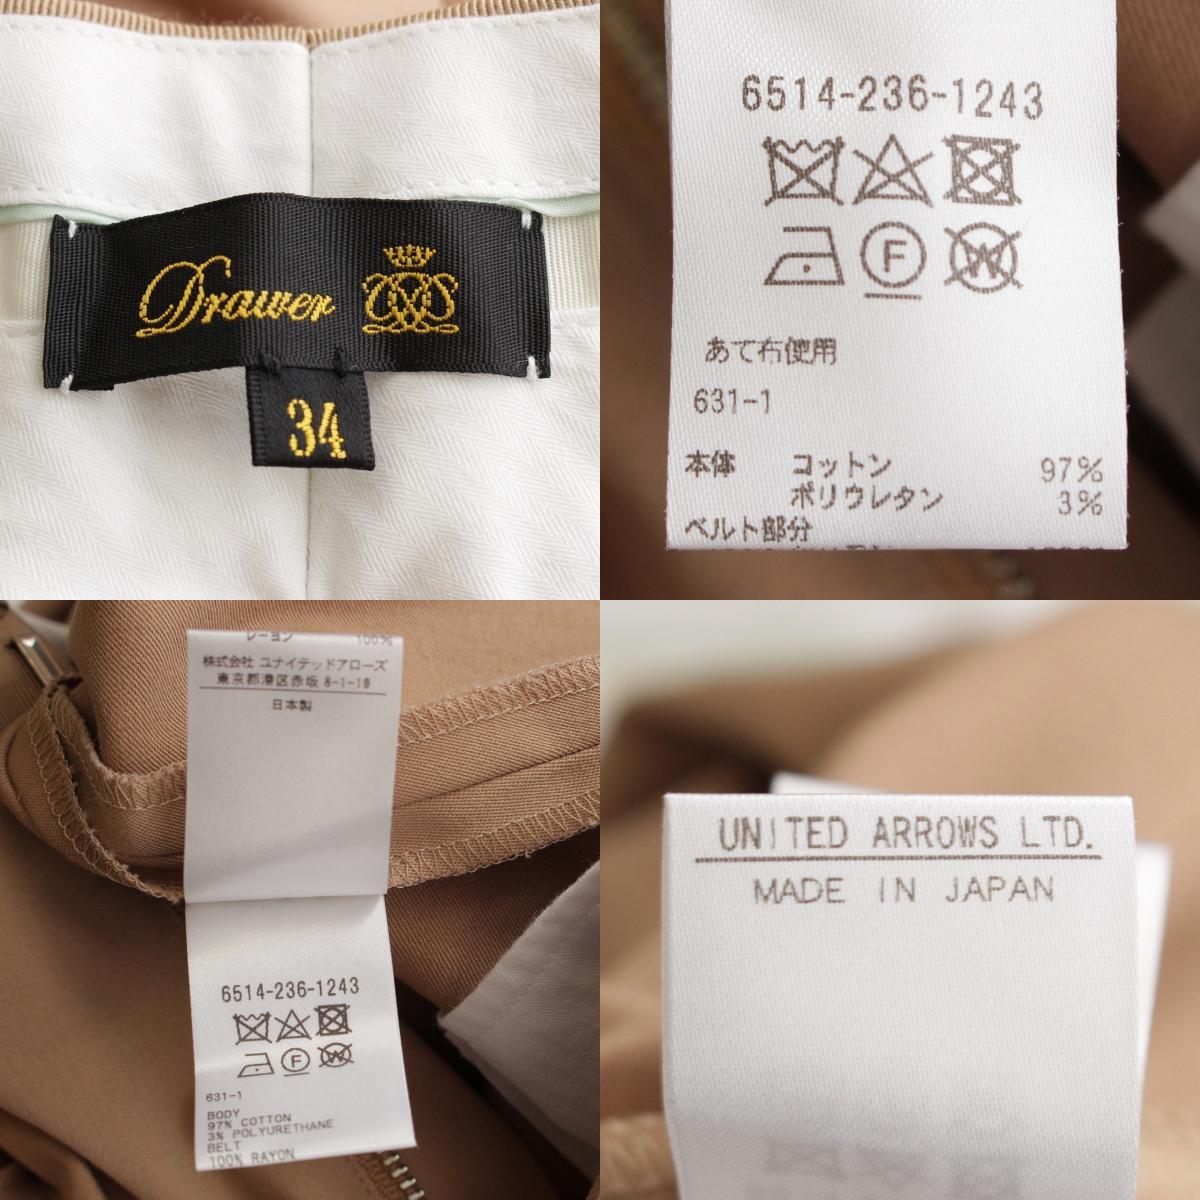 Drawer
34
6514-236-1243
F
W
あて布使用
631-1
本体 コットン 97%
ポリウレタン 3%
ベルト部分
レーヨン 100%
株式会社 ユナイテッドアローズ
東京都港区赤坂 8-1-19
日本製
6514-236-1243
F
W
631-1
BODY
97% COTTON
3% POLYURETHANE
BELT
100% RAYON
UNITED ARROWS LTD.
MADE IN JAPAN